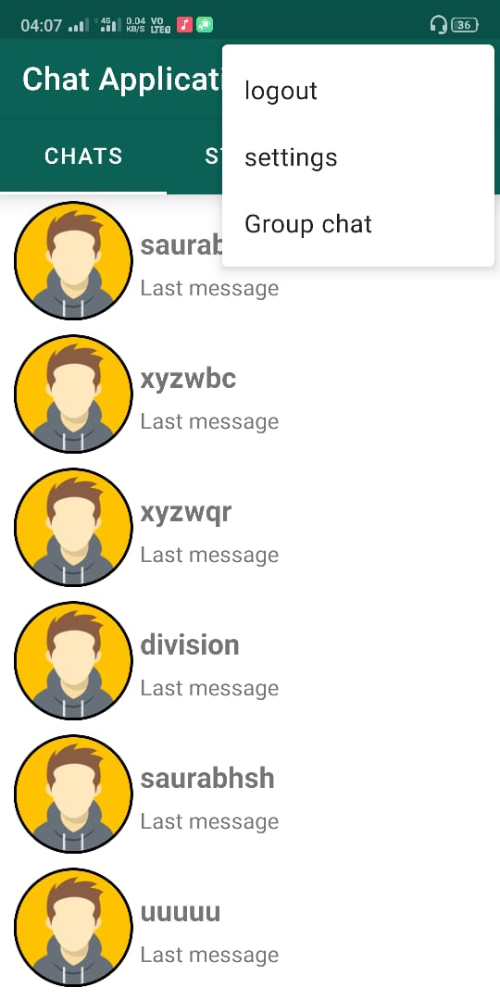 04:07 4G 0.04 KB/S VO LTE 36
Chat Applicati
logout
CHATS
settings
Group chat
saurab
Last message
xyzwbc
Last message
xyzwqr
Last message
division
Last message
saurabhsh
Last message
uuuuu
Last message